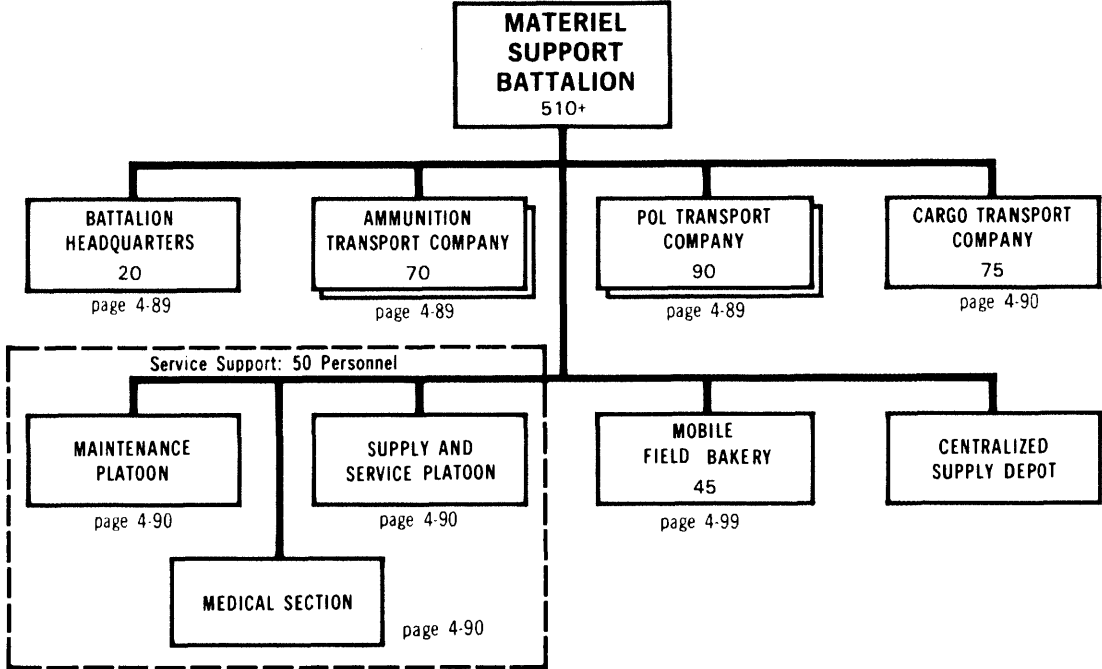 MATERIEL
SUPPORT
BATTALION
510+
BATTALION
HEADQUARTERS
20
page 4-89
AMMUNITION
TRANSPORT COMPANY
70
page 4-89
POL TRANSPORT
COMPANY
90
page 4-89
CARGO TRANSPORT
COMPANY
75
page 4-90
Service Support: 50 Personnel
MAINTENANCE
PLATOON
page 4-90
SUPPLY AND
SERVICE PLATOON
page 4-90
MOBILE
FIELD BAKERY
45
page 4-99
CENTRALIZED
SUPPLY DEPOT
MEDICAL SECTION
page 4-90